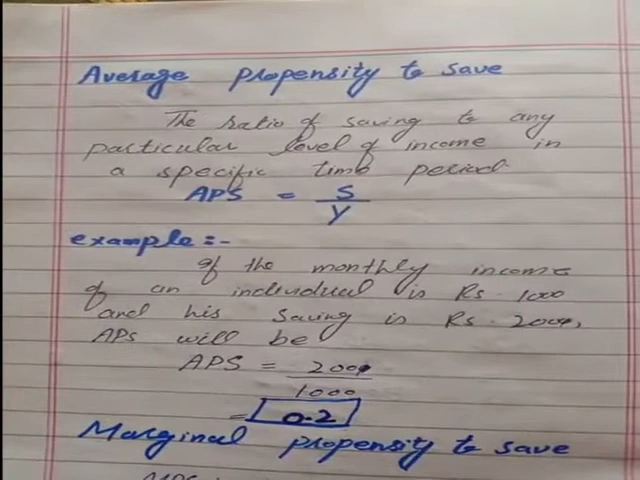 Average propensity to save
The ratio of saving to any
particular level of income in
a specific time period.
APS = S
Y
example:-
If the monthly income
of an individual is Rs. 1000
and his saving is Rs. 200,
APS will be
APS = 200
1000
= 0.2
Marginal propensity to save